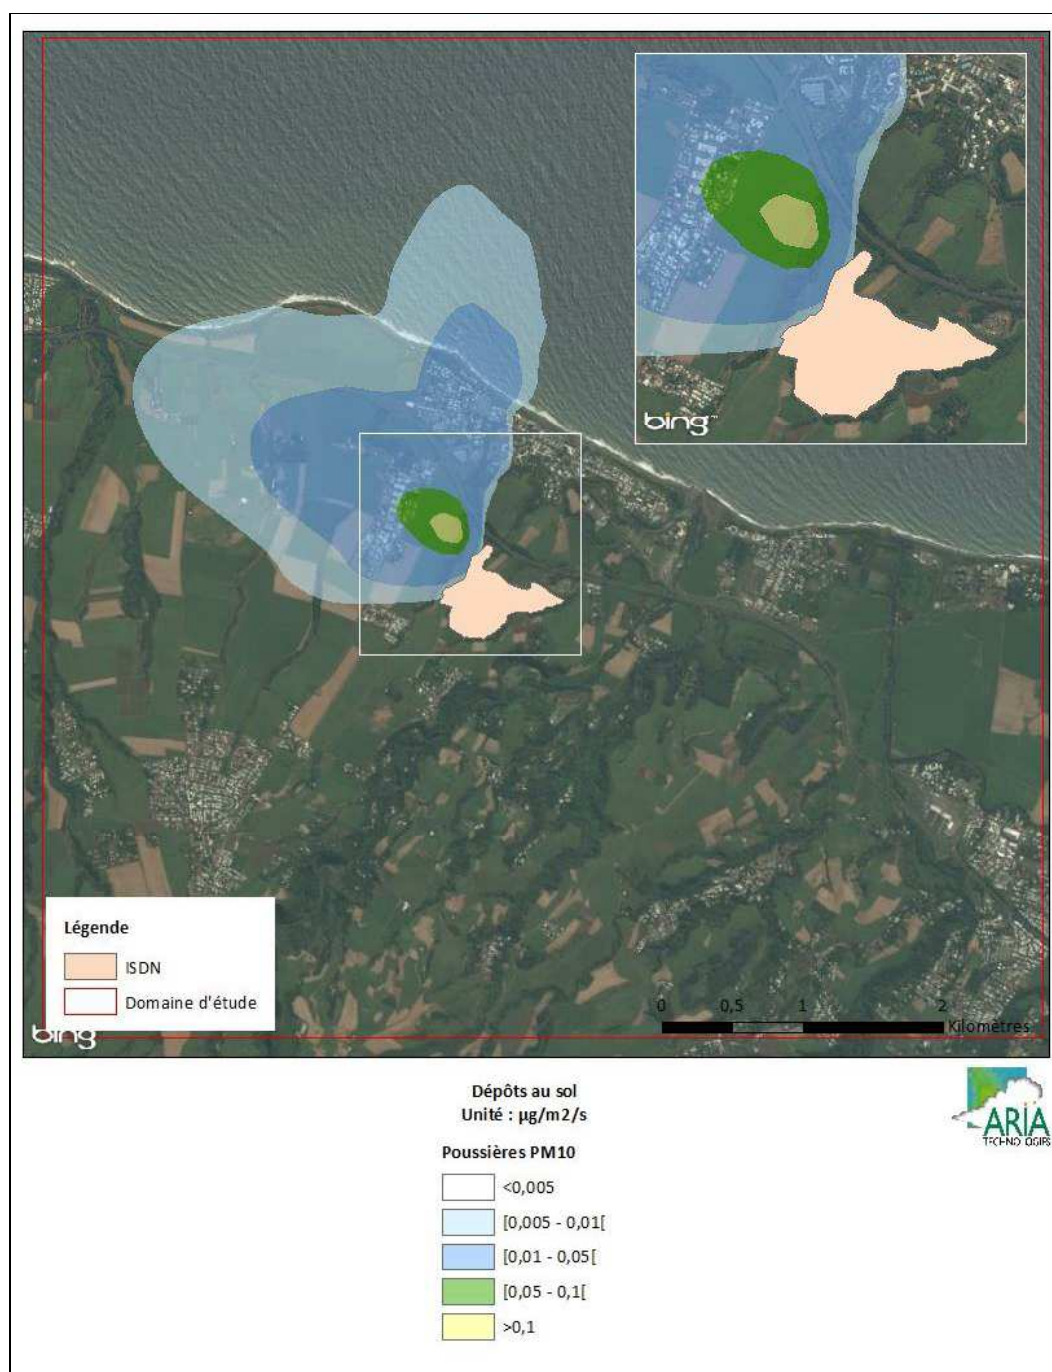 bing
Légende
ISDN
Domaine d'étude
bing
0 0,5 1 2
Kilomètres
Dépôts au sol
Unité : µg/m2/s
Poussières PM10
<0,005
[0,005 - 0,01[
[0,01 - 0,05[
[0,05 - 0,1[
>0,1
ARIA
TECHNOLOGIES